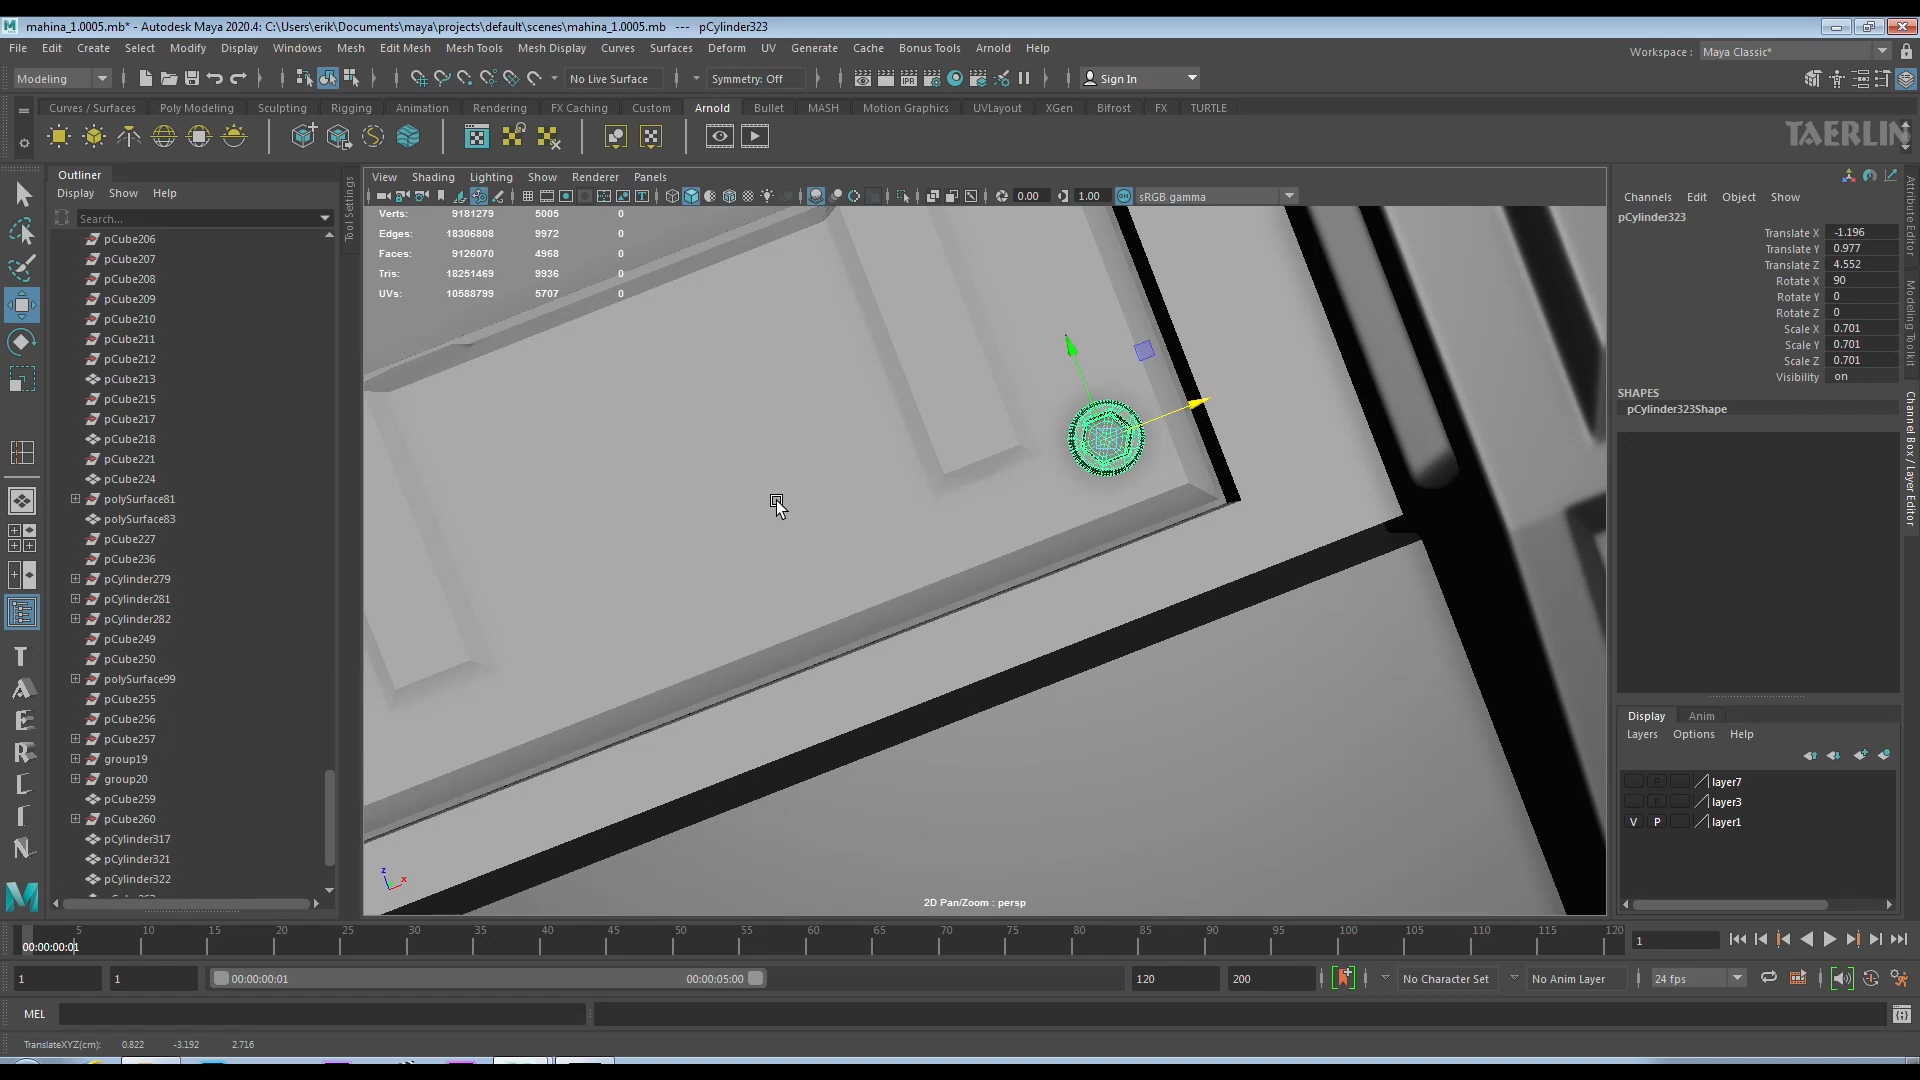 mahina_1.0005.mb* - Autodesk Maya 2020.4: C:\Users\erik\Documents\maya\projects\default\scenes\mahina_1.0005.mb --- pCylinder323
File Edit Create Select Modify Display Windows Mesh Edit Mesh Mesh Tools Mesh Display Curves Surfaces Deform UV Generate Cache Bonus Tools Arnold Help
Workspace : Maya Classic*
Modeling No Live Surface Symmetry: Off Sign In
Curves / Surfaces Poly Modeling Sculpting Rigging Animation Rendering FX Caching Custom Arnold Bullet MASH Motion Graphics UVLayout XGen Bifrost FX TURTLE
TAERLIN
Outliner
Display Show Help
Search...
pCube206
pCube207
pCube208
pCube209
pCube210
pCube211
pCube212
pCube213
pCube215
pCube217
pCube218
pCube221
pCube224
polySurface81
polySurface83
pCube227
pCube236
pCylinder279
pCylinder281
pCylinder282
pCube249
pCube250
polySurface99
pCube255
pCube256
pCube257
group19
group20
pCube259
pCube260
pCylinder317
pCylinder321
pCylinder322
Tool Settings
View Shading Lighting Show Renderer Panels
0.00 1.00 ON sRGB gamma
Verts: 9181279 5005 0
Edges: 18306808 9972 0
Faces: 9126070 4968 0
Tris: 18251469 9936 0
UVs: 10588799 5707 0
z
x
2D Pan/Zoom : persp
Channels Edit Object Show
pCylinder323
Translate X -1.196
Translate Y 0.977
Translate Z 4.552
Rotate X 90
Rotate Y 0
Rotate Z 0
Scale X 0.701
Scale Y 0.701
Scale Z 0.701
Visibility on
SHAPES
pCylinder323Shape
Attribute Editor
Modeling Toolkit
Channel Box / Layer Editor
Display Anim
Layers Options Help
P layer7
P layer3
V P layer1
5 10 15 20 25 30 35 40 45 50 55 60 65 70 75 80 85 90 95 100 105 110 115 120
00:00:00:01
1
1 1 00:00:00:01 00:00:05:00 120 200 No Character Set No Anim Layer 24 fps
MEL
TranslateXYZ(cm): 0.822 -3.192 2.716